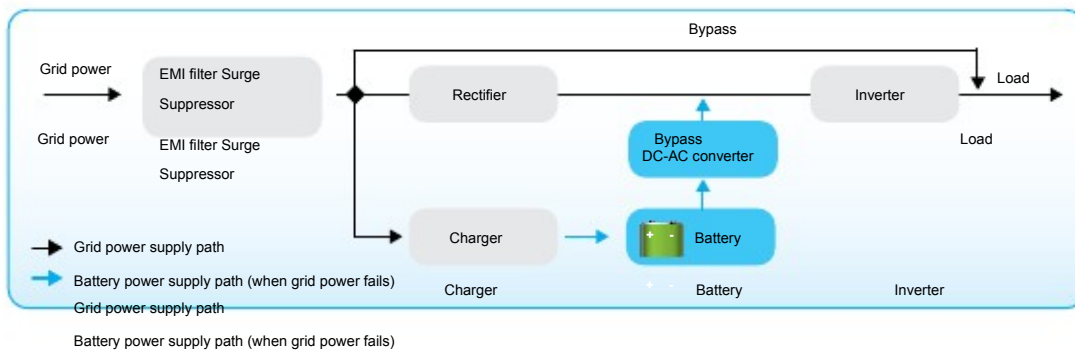 Bypass
Grid power
EMI filter Surge
Suppressor
Rectifier
Inverter
Load
Grid power
EMI filter Surge
Suppressor
Bypass
DC-AC converter
Load
Charger
+ -
Battery
Grid power supply path
Battery power supply path (when grid power fails)
Charger
+ -
Battery
Inverter
Grid power supply path
Battery power supply path (when grid power fails)